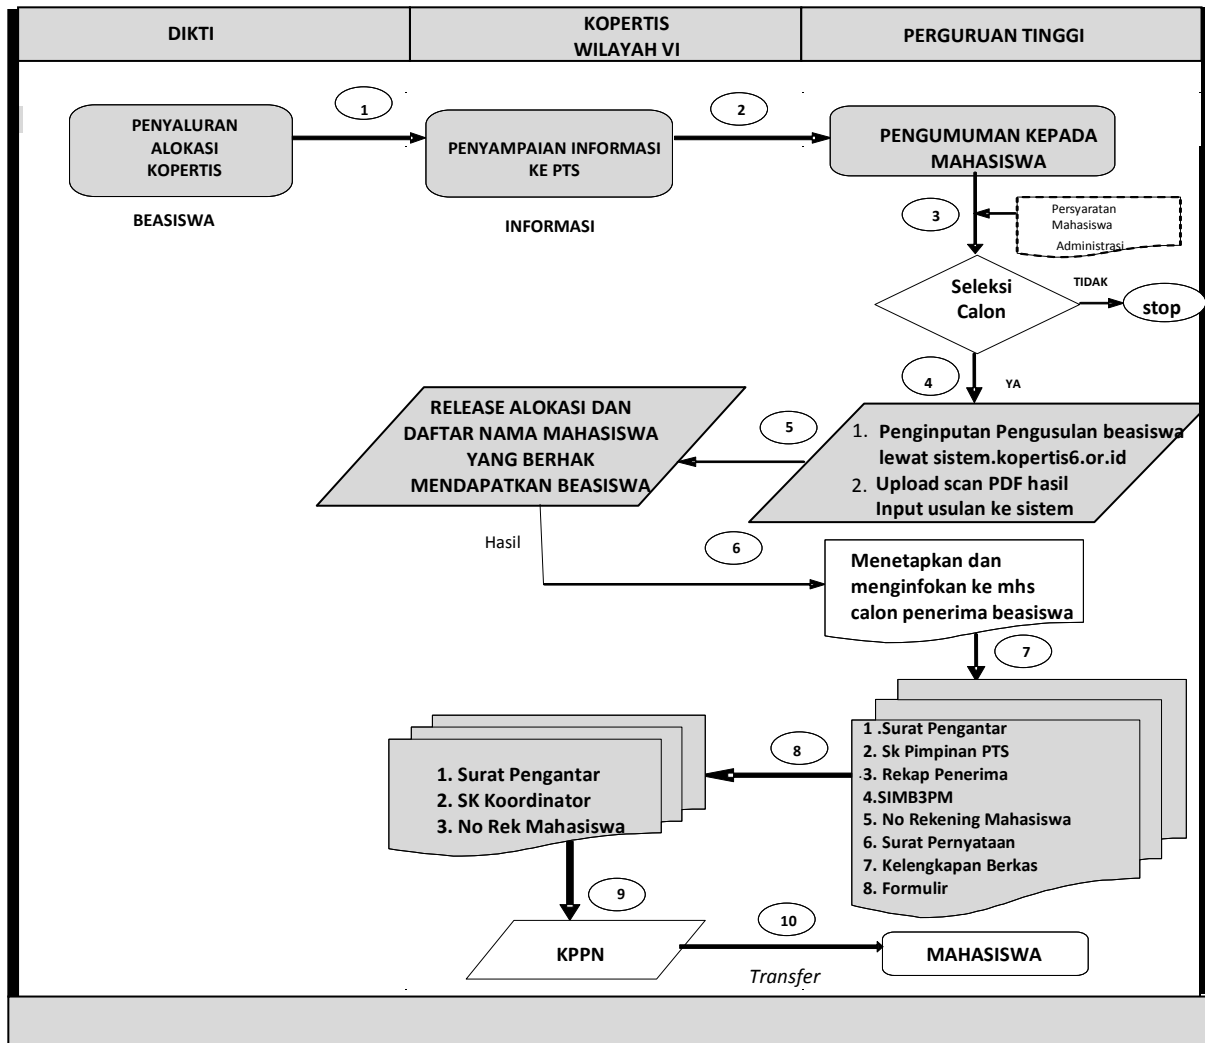 DIKTI
KOPERTIS
WILAYAH VI
PERGURUAN TINGGI
1
2
PENYALURAN
ALOKASI
KOPERTIS
PENYAMPAIAN INFORMASI
KE PTS
PENGUMUMAN KEPADA
MAHASISWA
BEASISWA
INFORMASI
3
Persyaratan
Mahasiswa
Administrasi
Seleksi
Calon
TIDAK
stop
4
YA
RELEASE ALOKASI DAN
DAFTAR NAMA MAHASISWA
YANG BERHAK
MENDAPATKAN BEASISWA
5
1. Penginputan Pengusulan beasiswa
lewat sistem.kopertis6.or.id
2. Upload scan PDF hasil
Input usulan ke sistem
Hasil
6
Menetapkan dan
menginfokan ke mhs
calon penerima beasiswa
7
1 .Surat Pengantar
2. Sk Pimpinan PTS
3. Rekap Penerima
4.SIMB3PM
5. No Rekening Mahasiswa
6. Surat Pernyataan
7. Kelengkapan Berkas
8. Formulir
8
1. Surat Pengantar
2. SK Koordinator
3. No Rek Mahasiswa
9
10
KPPN
Transfer
MAHASISWA